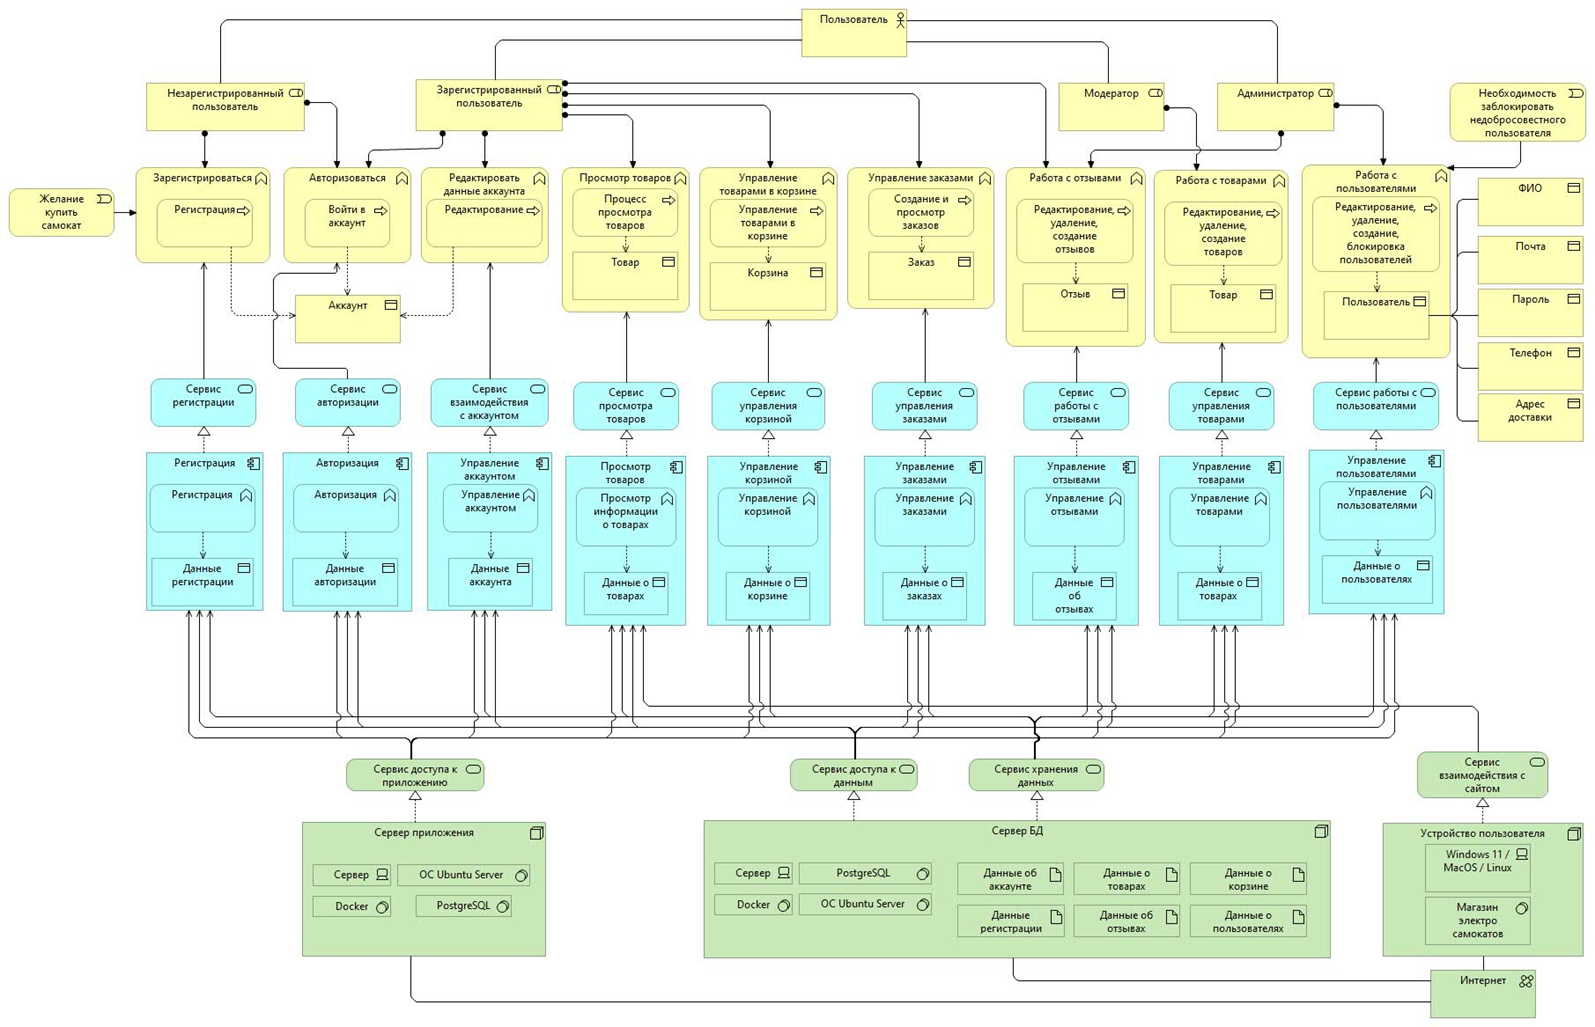 Пользователь
Незарегистрированный
пользователь
Зарегистрированный
пользователь
Модератор
Администратор
Необходимость
заблокировать
недобросовестного
пользователя
Желание
купить
самокат
Зарегистрироваться
Регистрация
Авторизоваться
Войти в
аккаунт
Редактировать
данные аккаунта
Редактирование
Просмотр товаров
Процесс
просмотра
товаров
Товар
Управление
товарами в корзине
Управление
товарами в
корзине
Корзина
Управление заказами
Создание и
просмотр
заказов
Заказ
Работа с отзывами
Редактирование,
удаление,
создание
отзывов
Отзыв
Работа с товарами
Редактирование,
удаление,
создание
товаров
Товар
Работа с
пользователями
Редактирование,
удаление,
создание,
блокировка
пользователей
Пользователь
ФИО
Почта
Пароль
Телефон
Адрес
доставки
Аккаунт
Сервис
регистрации
Сервис
авторизации
Сервис
взаимодействия
с аккаунтом
Сервис
просмотра
товаров
Сервис
управления
корзиной
Сервис
управления
заказами
Сервис
работы с
отзывами
Сервис
управления
товарами
Сервис работы с
пользователями
Регистрация
Регистрация
Данные
регистрации
Авторизация
Авторизация
Данные
авторизации
Управление
аккаунтом
Управление
аккаунтом
Данные
аккаунта
Просмотр
товаров
Просмотр
информации
о товарах
Данные о
товарах
Управление
корзиной
Управление
корзиной
Данные о
корзине
Управление
заказами
Управление
заказами
Данные о
заказах
Управление
отзывами
Управление
отзывами
Данные
об
отзывах
Управление
товарами
Управление
товарами
Данные о
товарах
Управление
пользователями
Управление
пользователями
Данные о
пользователях
Сервис доступа к
приложению
Сервис доступа к
данным
Сервис хранения
данных
Сервис
взаимодействия с
сайтом
Сервер приложения
Сервер
ОС Ubuntu Server
Docker
PostgreSQL
Сервер БД
Сервер
PostgreSQL
Docker
ОС Ubuntu Server
Данные об
аккаунте
Данные о
товарах
Данные о
корзине
Данные
регистрации
Данные об
отзывах
Данные о
пользователях
Устройство пользователя
Windows 11 /
MacOS / Linux
Магазин
электро
самокатов
Интернет